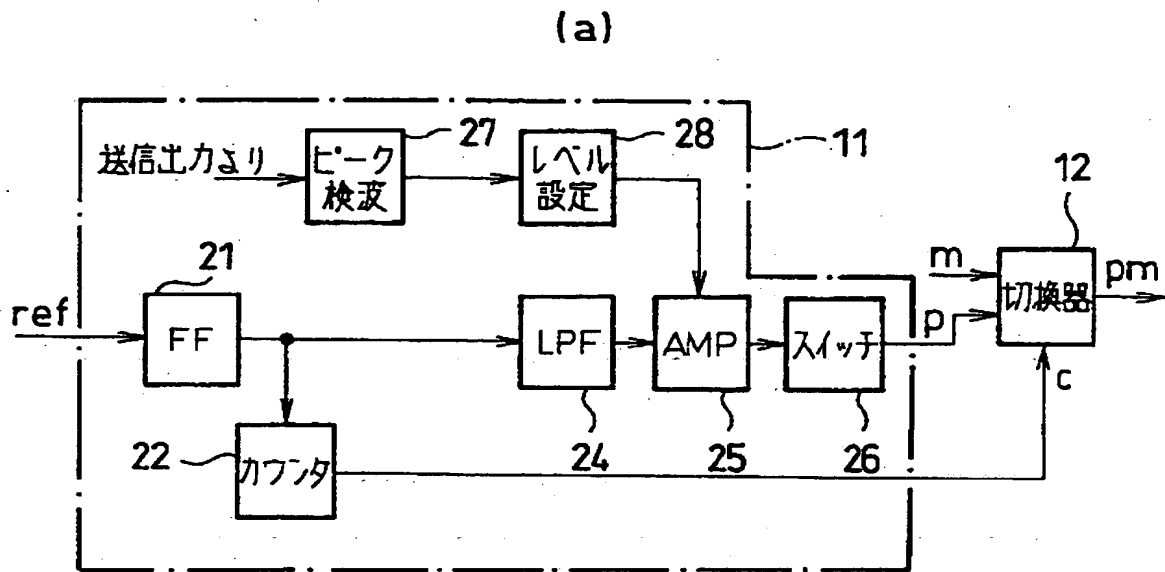 (a)
27
28
11
送信出力より
ピーク
検波
レベル
設定
12
21
m
pm
切換器
ref
FF
LPF
AMP
スイッチ
p
c
22
カウンタ
24
25
26